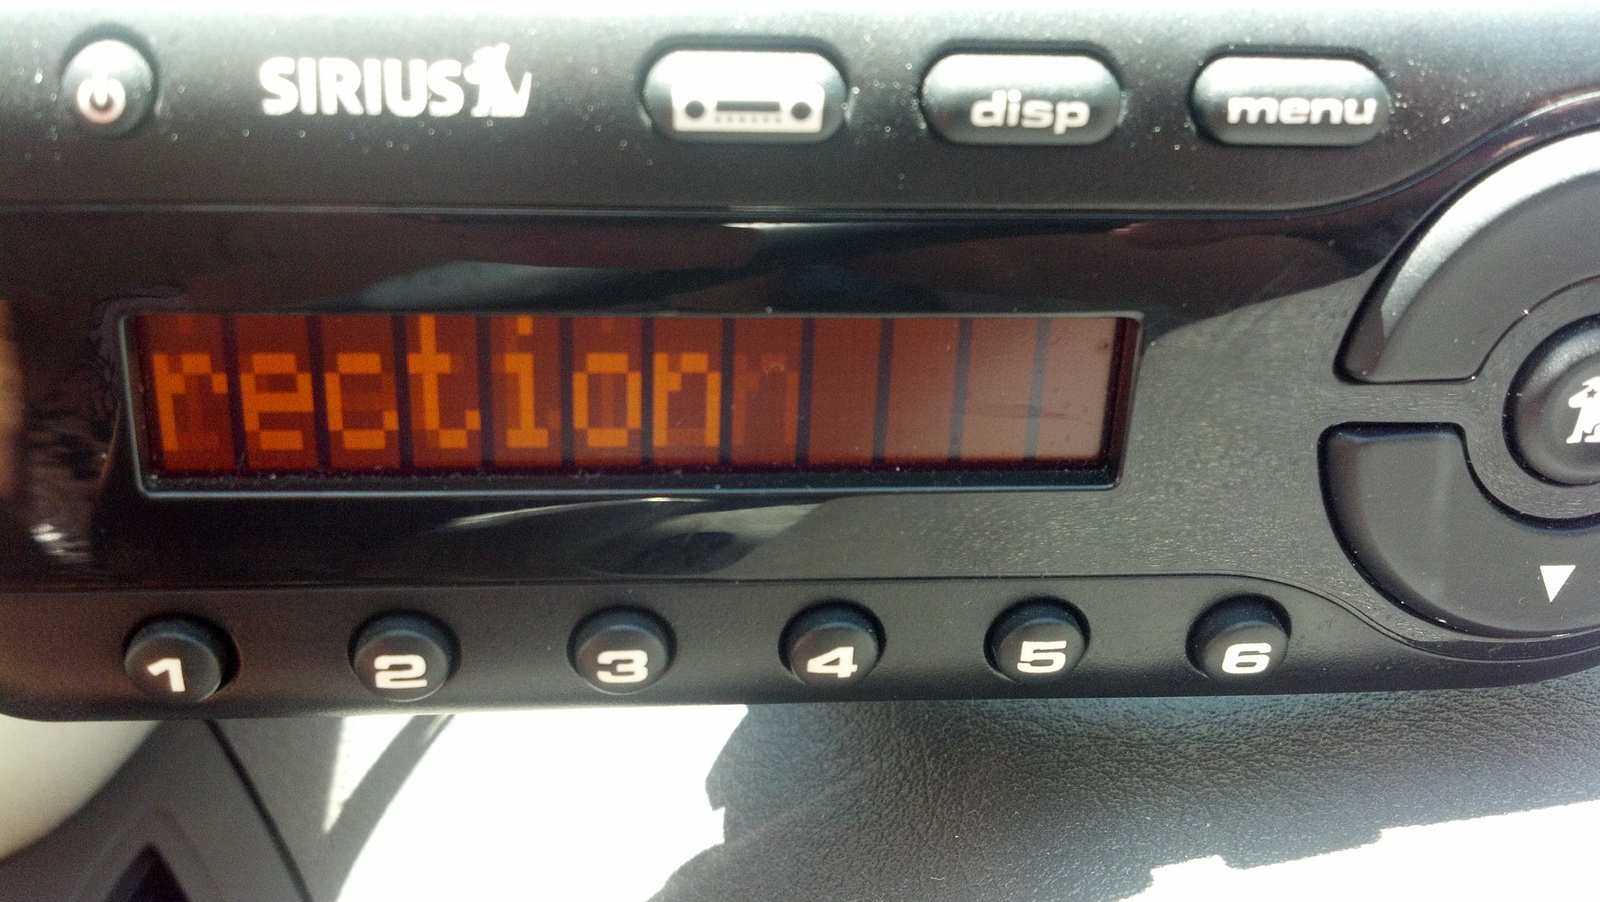 SIRIUS
disp
menu
rection
1 2 3 4 5 6